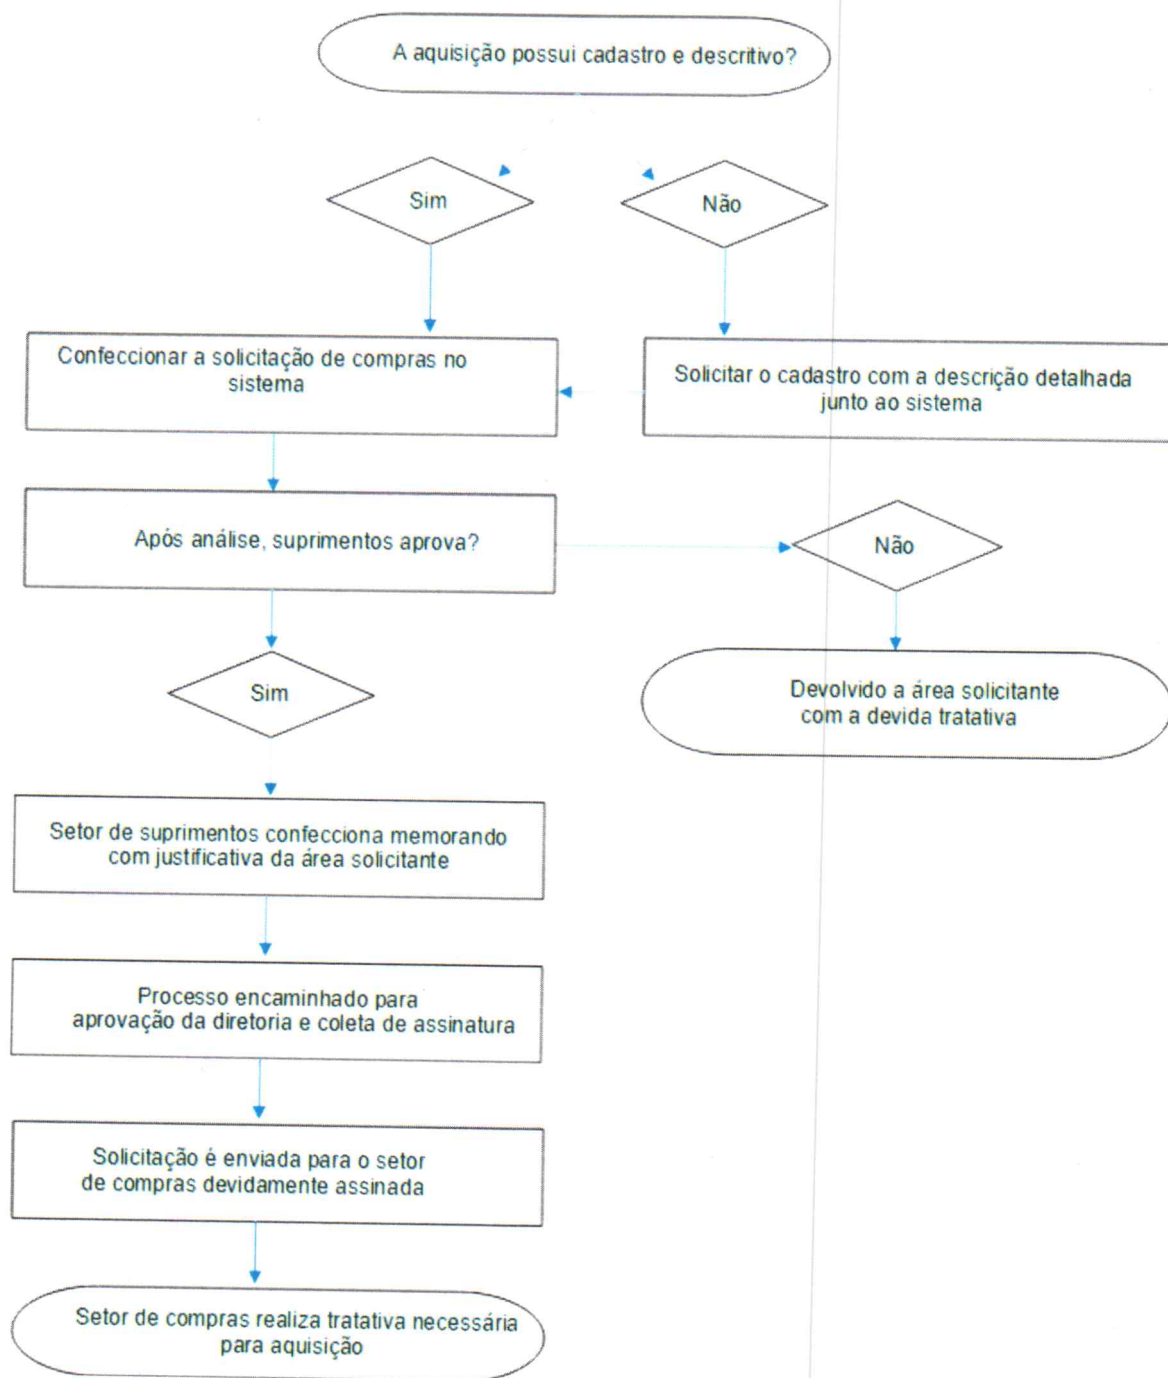 A aquisição possui cadastro e descritivo?
Sim
Não
Confeccionar a solicitação de compras no
sistema
Solicitar o cadastro com a descrição detalhada
junto ao sistema
Após análise, suprimentos aprova?
Não
Sim
Devolvido a área solicitante
com a devida tratativa
Setor de suprimentos confecciona memorando
com justificativa da área solicitante
Processo encaminhado para
aprovação da diretoria e coleta de assinatura
Solicitação é enviada para o setor
de compras devidamente assinada
Setor de compras realiza tratativa necessária
para aquisição